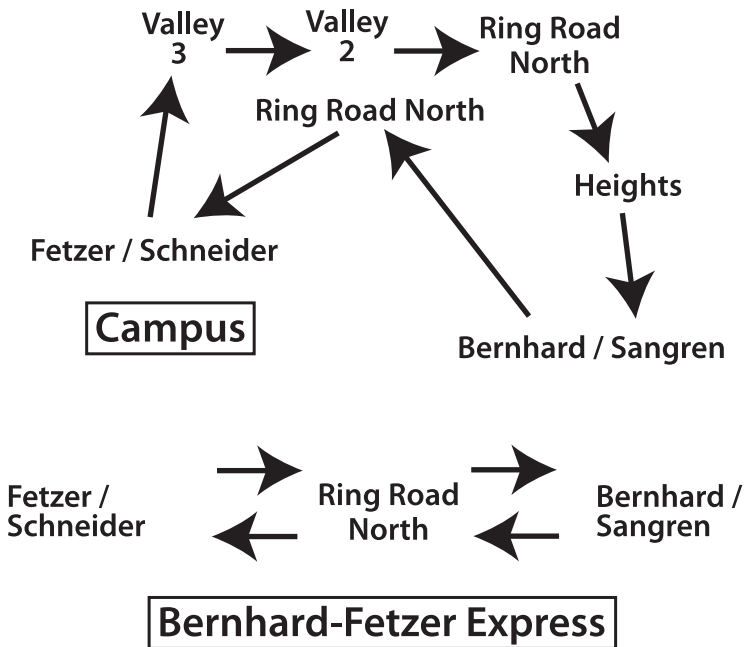 Valley
3
Valley
2
Ring Road
North
Ring Road North
Heights
Fetzer / Schneider
Campus
Bernhard / Sangren
Fetzer /
Schneider
Ring Road
North
Bernhard /
Sangren
Bernhard-Fetzer Express